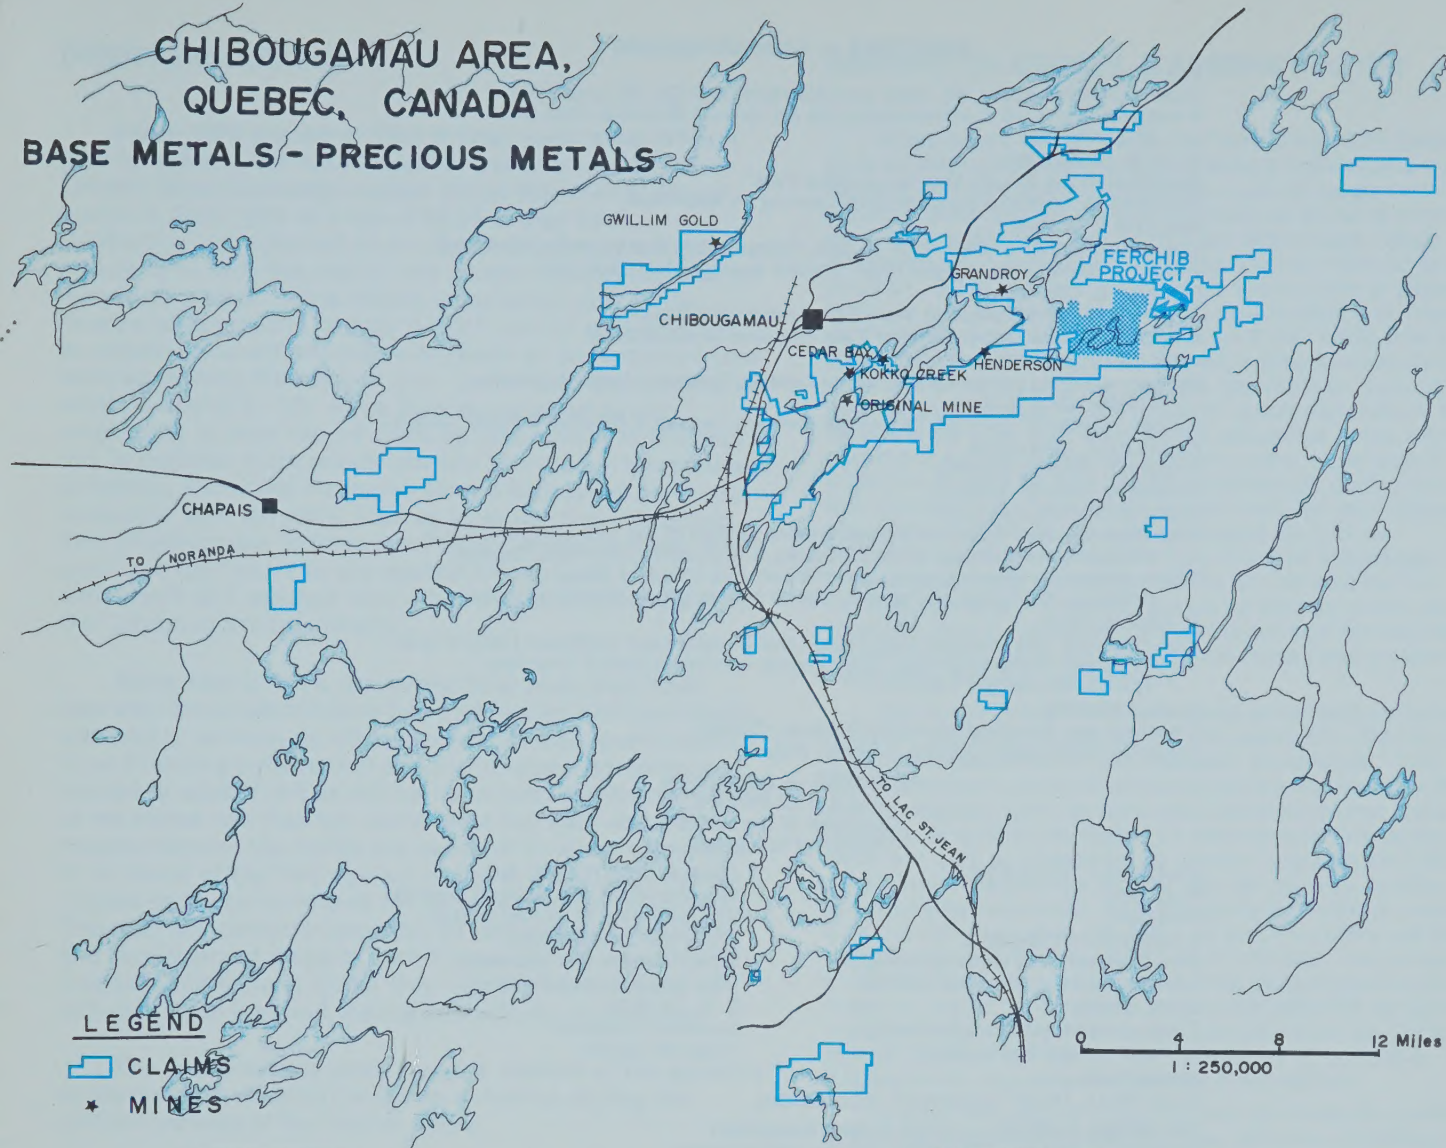 CHIBOUGAMAU AREA,
QUEBEC, CANADA
BASE METALS - PRECIOUS METALS
GWILLIM GOLD
FERCHIB
PROJECT
GRANDROY
CHIBOUGAMAU
CEDAR BAY
HENDERSON
KOKKO CREEK
ORIGINAL MINE
CHAPAIS
TO NORANDA
TO LAC ST. JEAN
LEGEND
CLAIMS
MINES
0 4 8 12 Miles
1 : 250,000